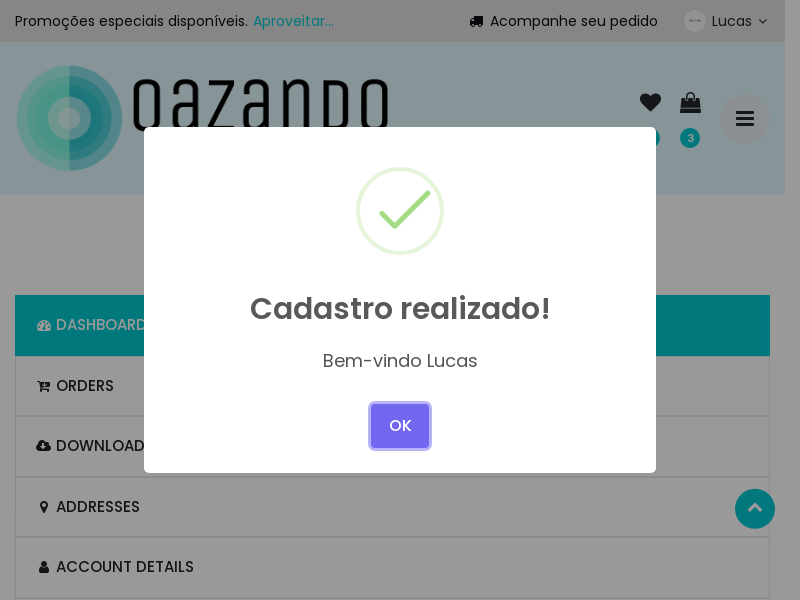 Promoções especiais disponíveis. Aproveitar...
Acompanhe seu pedido
Lucas
QAZANDO
3
Cadastro realizado!
Bem-vindo Lucas
OK
DASHBOARD
ORDERS
DOWNLOAD
ADDRESSES
ACCOUNT DETAILS